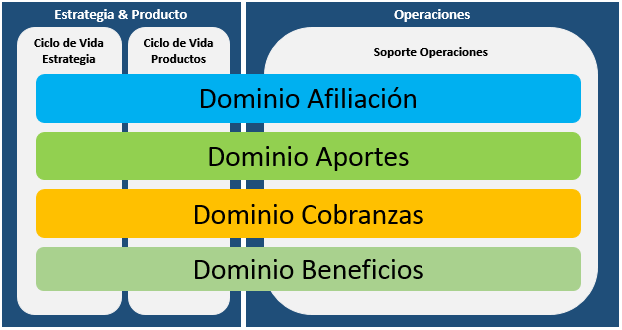 Estrategia & Producto
Operaciones
Ciclo de Vida
Estrategia
Ciclo de Vida
Productos
Soporte Operaciones
Dominio Afiliación
Dominio Aportes
Dominio Cobranzas
Dominio Beneficios